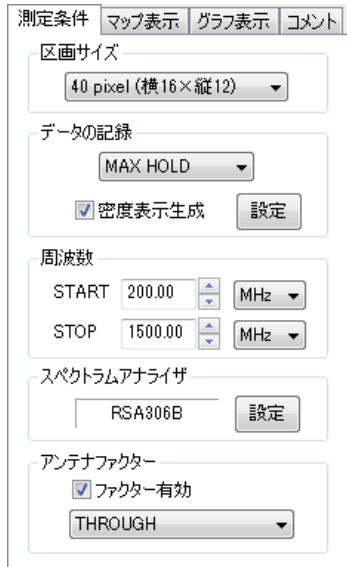 測定条件 マップ表示 グラフ表示 コメント
区画サイズ
40 pixel (横16×縦12)
データの記録
MAX HOLD
密度表示生成 設定
周波数
START 200.00 MHz
STOP 1500.00 MHz
スペクトラムアナライザ
RSA306B 設定
アンテナファクター
ファクター有効
THROUGH